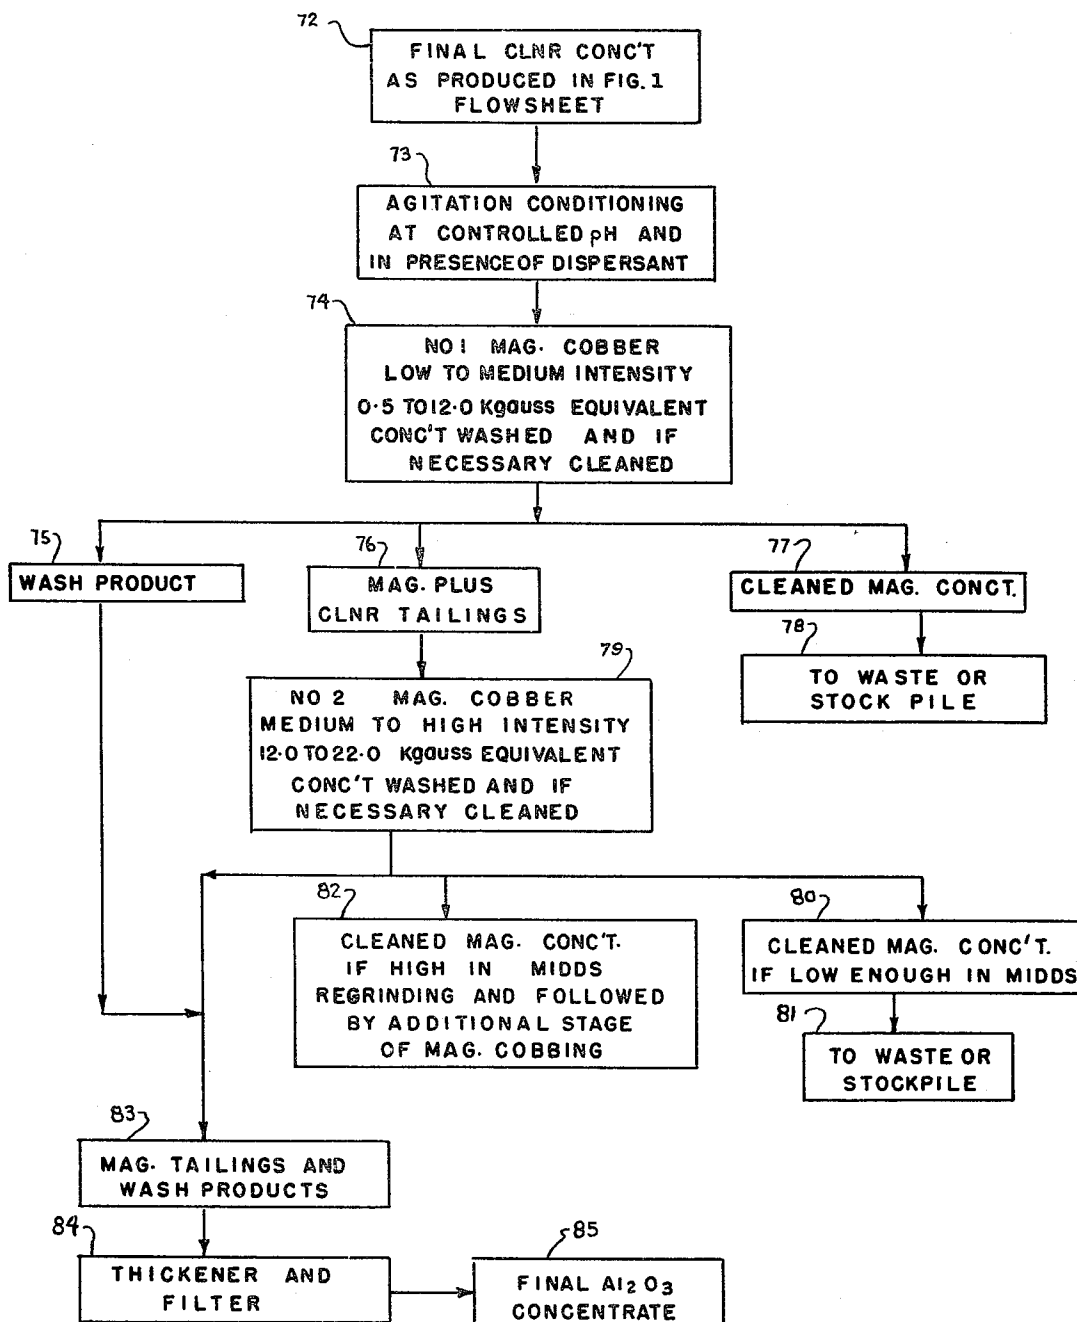 72
FINAL CLNR CONC'T
AS PRODUCED IN FIG. 1
FLOWSHEET
73
AGITATION CONDITIONING
AT CONTROLLED pH AND
IN PRESENCE OF DISPERSANT
74
NO 1 MAG. COBBER
LOW TO MEDIUM INTENSITY
0.5 TO 12.0 Kgauss EQUIVALENT
CONC'T WASHED AND IF
NECESSARY CLEANED
75
WASH PRODUCT
76
MAG. PLUS
CLNR TAILINGS
77
CLEANED MAG. CONCT.
78
TO WASTE OR
STOCK PILE
79
NO 2 MAG. COBBER
MEDIUM TO HIGH INTENSITY
12.0 TO 22.0 Kgauss EQUIVALENT
CONC'T WASHED AND IF
NECESSARY CLEANED
82
CLEANED MAG. CONC'T.
IF HIGH IN MIDDS
REGRINDING AND FOLLOWED
BY ADDITIONAL STAGE
OF MAG. COBBING
80
CLEANED MAG. CONC'T.
IF LOW ENOUGH IN MIDDS
81
TO WASTE OR
STOCKPILE
83
MAG. TAILINGS AND
WASH PRODUCTS
84
THICKENER AND
FILTER
85
FINAL Al2O3
CONCENTRATE